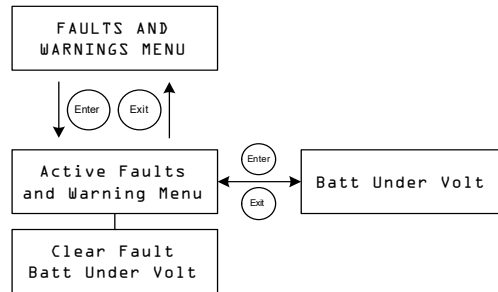 FAULTS AND
WARNINGS MENU
Enter
Exit
Active Faults
and Warning Menu
Enter
Exit
Batt Under Volt
Clear Fault
Batt Under Volt